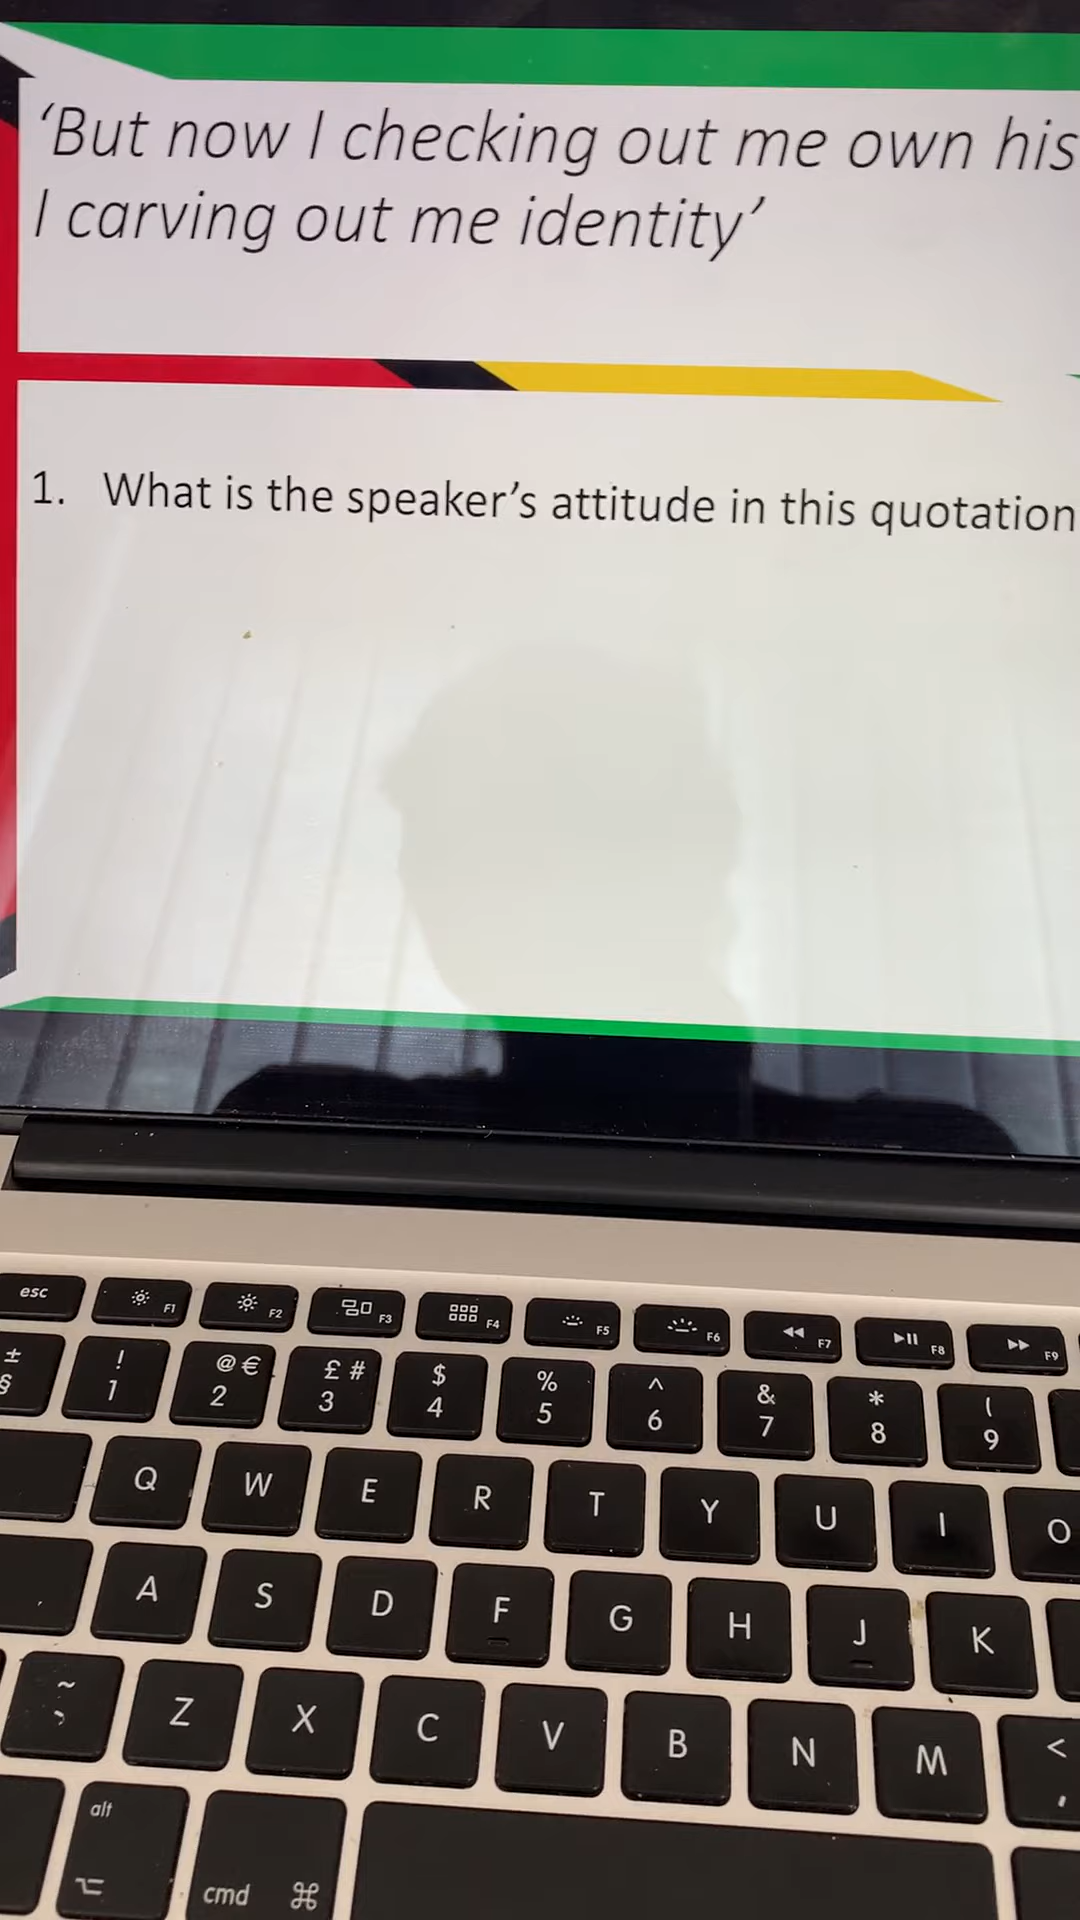 ‘But now I checking out me own his
I carving out me identity’
1. What is the speaker’s attitude in this quotation
esc F1 F2 F3 F4 F5 F6 F7 F8 F9
± § ! 1 @ € 2 £ # 3 $ 4 % 5 ^ 6 & 7 * 8 ( 9
Q W E R T Y U I O
A S D F G H J K
~ Z X C V B N M < ,
alt
cmd ⌘